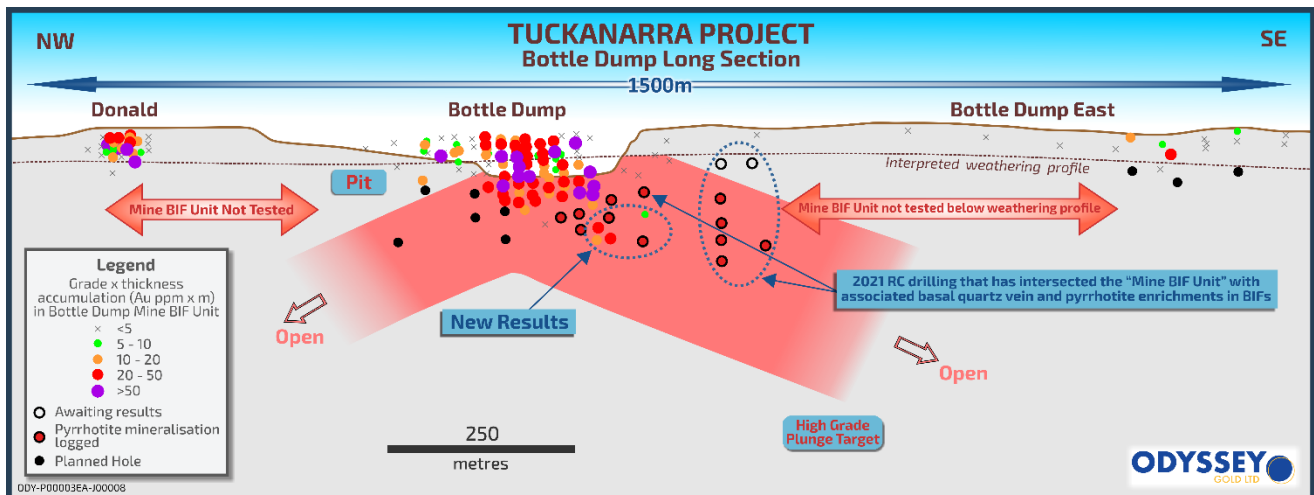 NW
TUCKANARRA PROJECT
SE
Bottle Dump Long Section
1500m
Donald
Bottle Dump
Bottle Dump East
Interpreted weathering profile
Pit
Mine BIF Unit Not Tested
Mine BIF Unit not tested below weathering profile
Legend
Grade x thickness
accumulation (Au ppm x m)
in Bottle Dump Mine BIF Unit
<5
5 - 10
10 - 20
20 - 50
>50
Awaiting results
Pyrrhotite mineralisation
logged
Planned Hole
Open
New Results
2021 RC drilling that has intersected the “Mine BIF Unit” with
associated basal quartz vein and pyrrhotite enrichments in BIFs
Open
High Grade
Plunge Target
250
metres
ODYSSEY
GOLD LTD
ODY-P00003EA-J00008